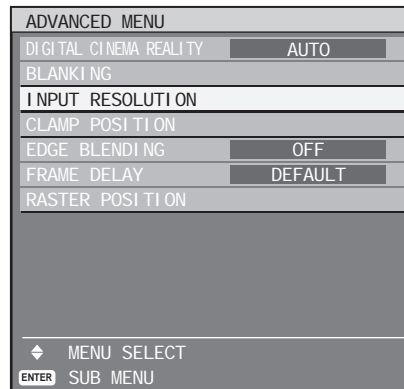 ADVANCED MENU
DIGITAL CINEMA REALITY AUTO
BLANKING
INPUT RESOLUTION
CLAMP POSITION
EDGE BLENDING OFF
FRAME DELAY DEFAULT
RASTER POSITION
MENU SELECT
ENTER SUB MENU